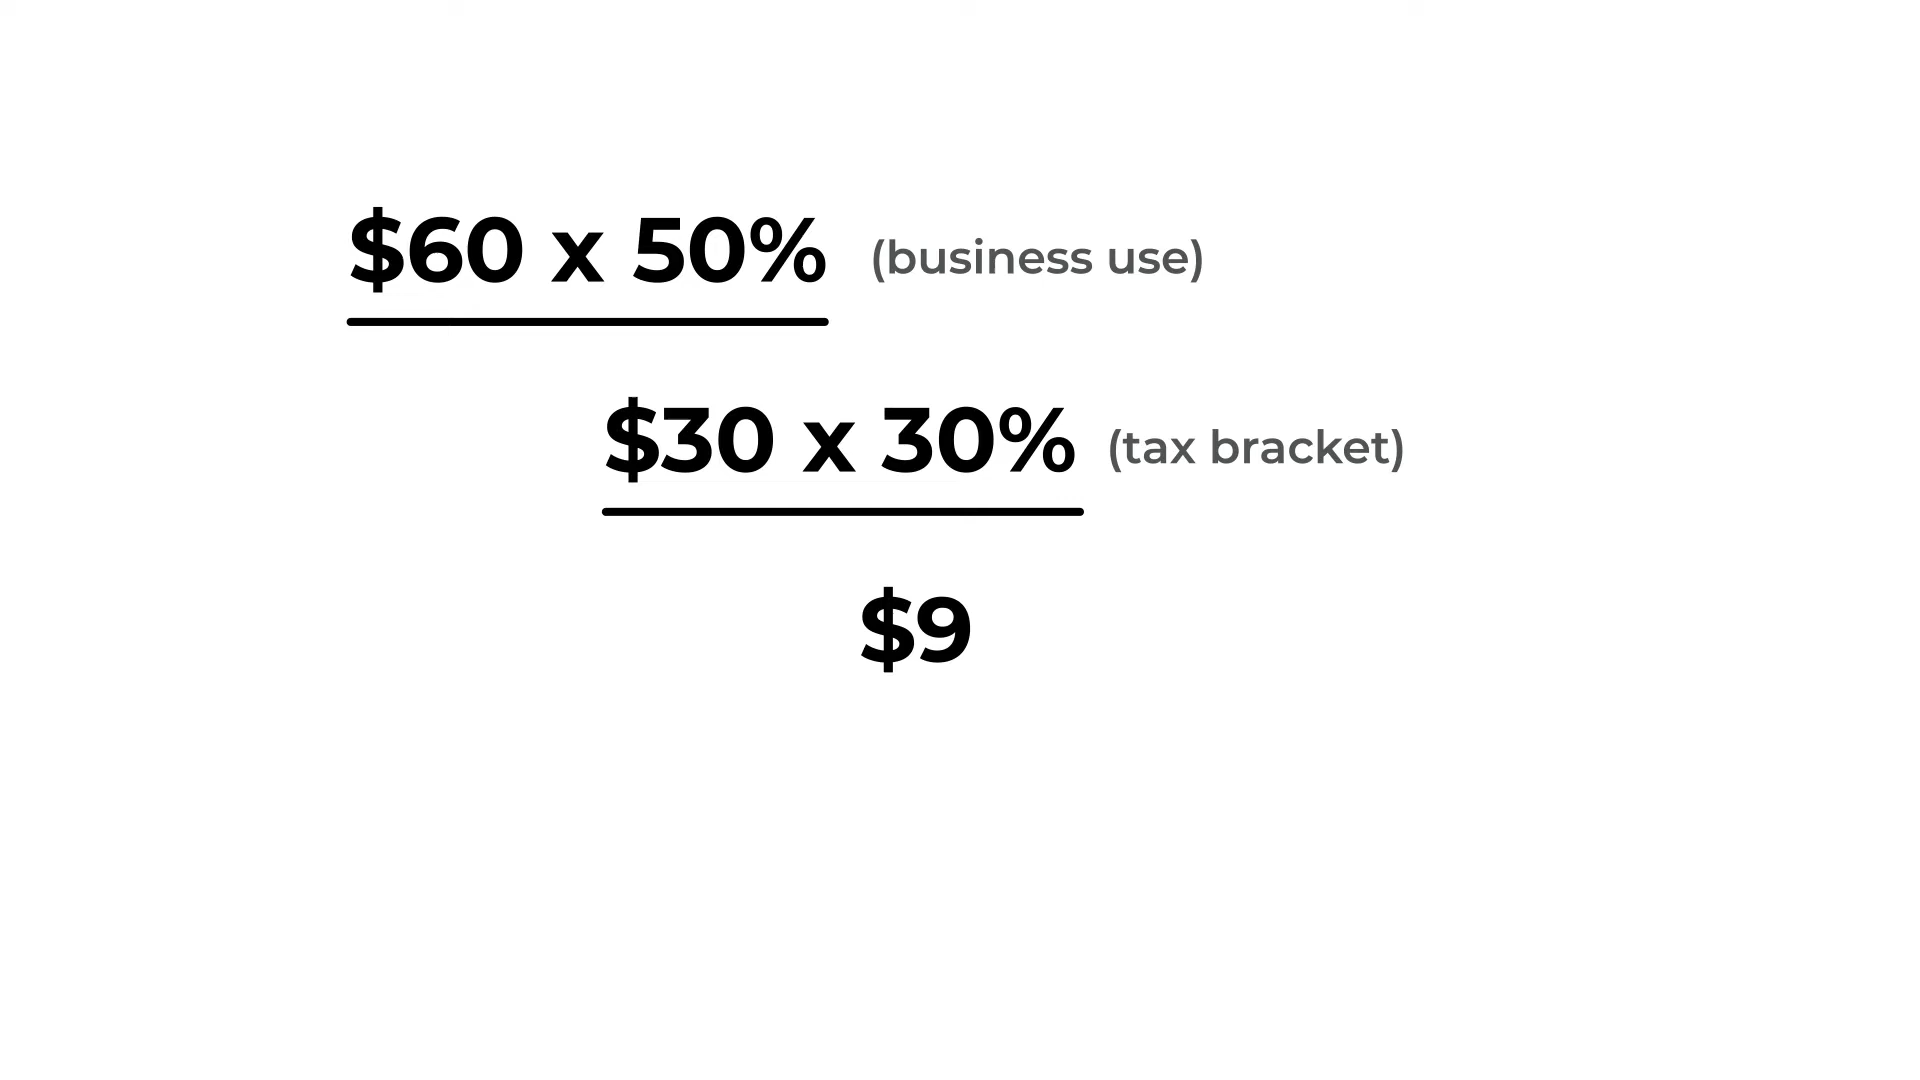 $60 x 50% (business use)
$30 x 30% (tax bracket)
$9